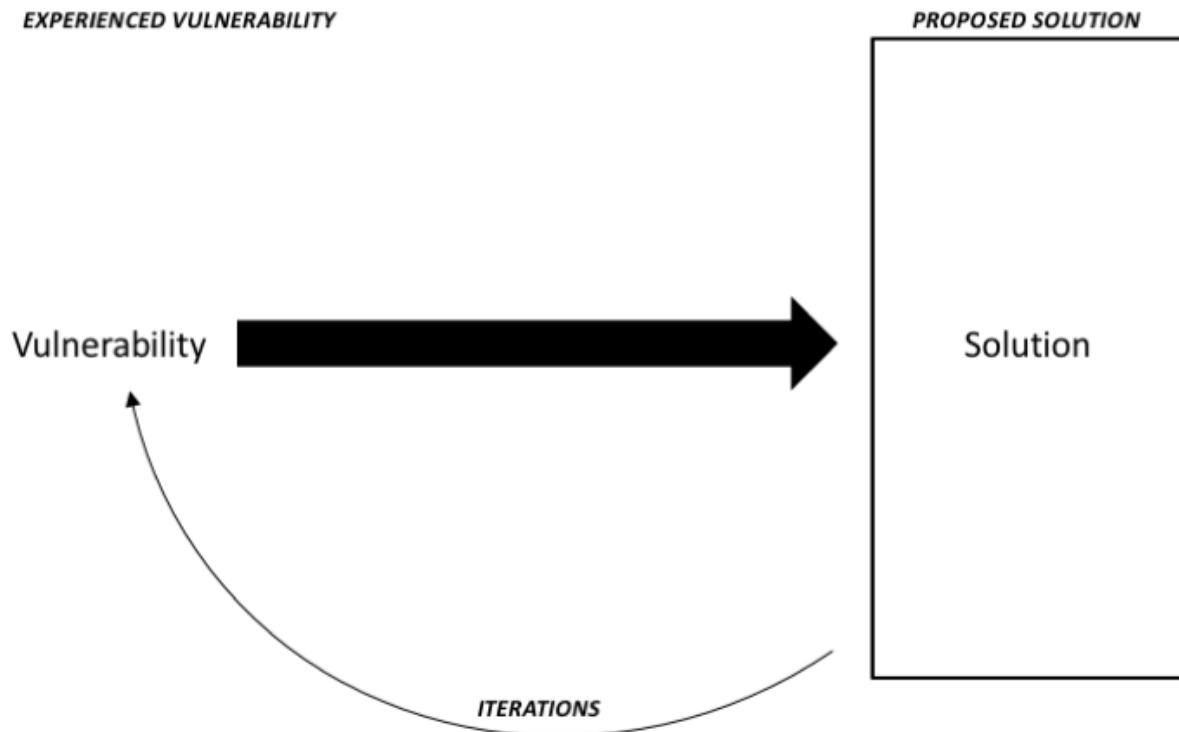 EXPERIENCED VULNERABILITY
PROPOSED SOLUTION
Vulnerability
Solution
ITERATIONS